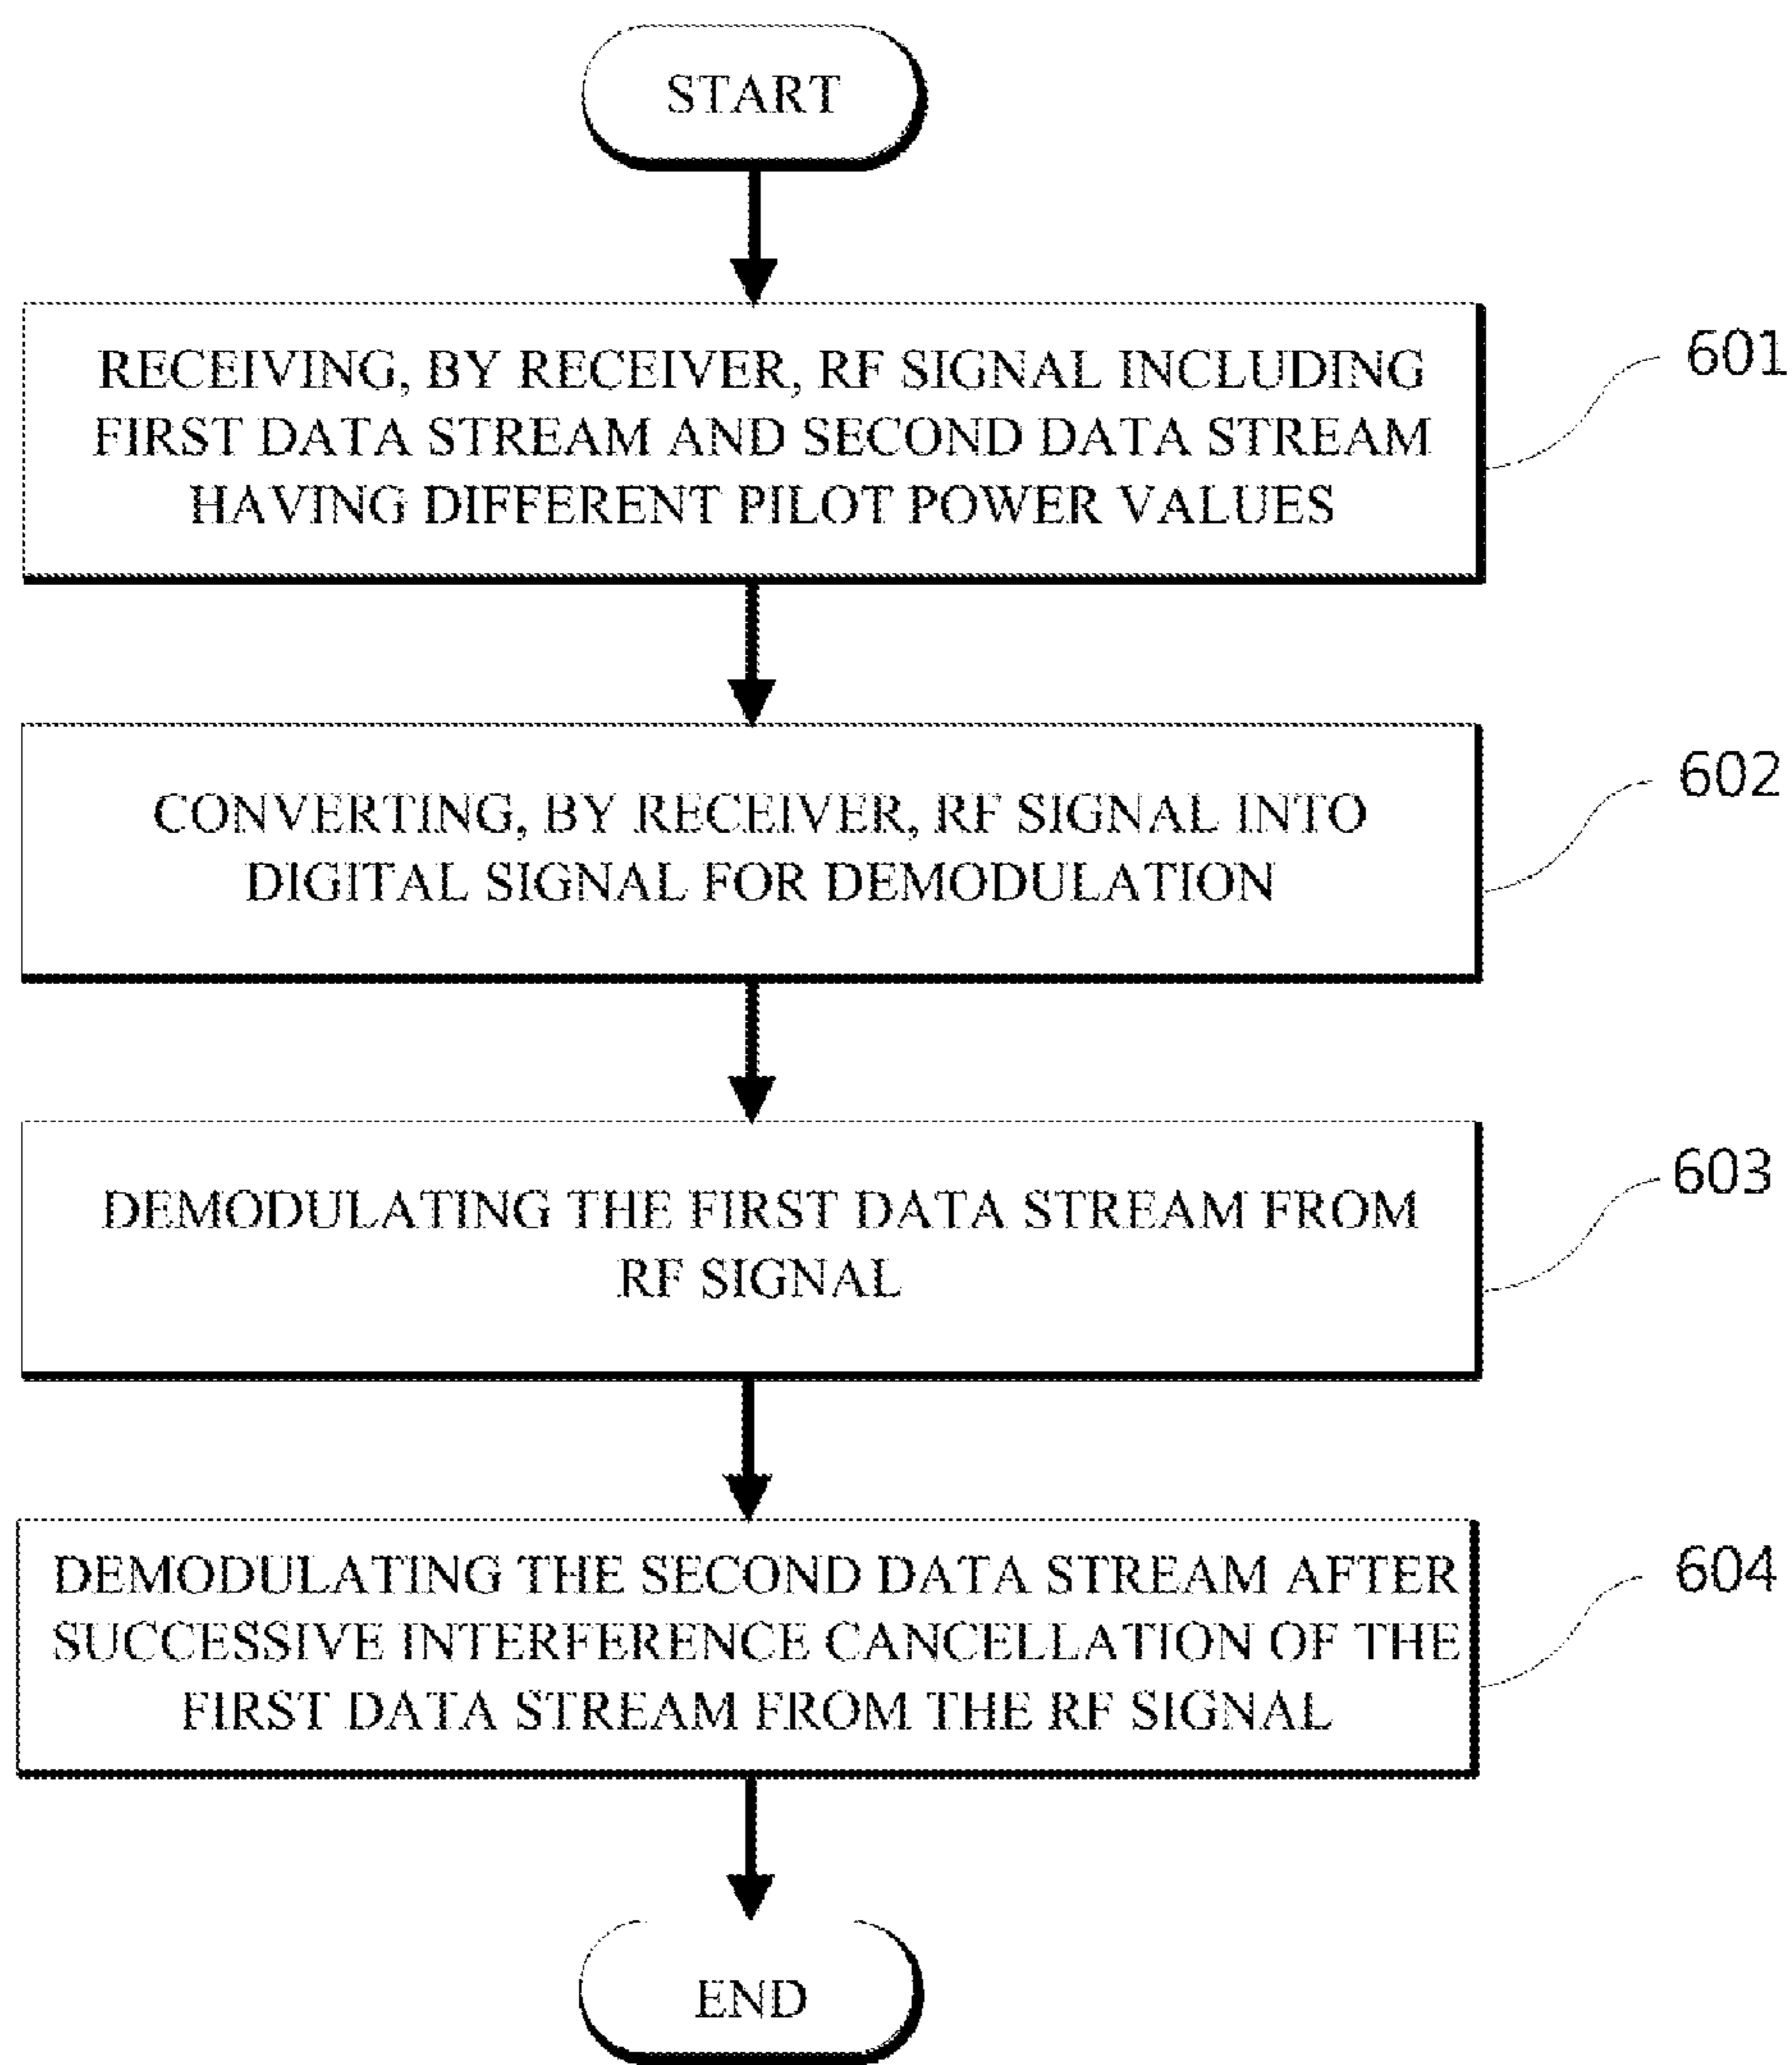 START
RECEIVING, BY RECEIVER, RF SIGNAL INCLUDING
FIRST DATA STREAM AND SECOND DATA STREAM
HAVING DIFFERENT PILOT POWER VALUES
601
CONVERTING, BY RECEIVER, RF SIGNAL INTO
DIGITAL SIGNAL FOR DEMODULATION
602
DEMODULATING THE FIRST DATA STREAM FROM
RF SIGNAL
603
DEMODULATING THE SECOND DATA STREAM AFTER
SUCCESSIVE INTERFERENCE CANCELLATION OF THE
FIRST DATA STREAM FROM THE RF SIGNAL
604
END